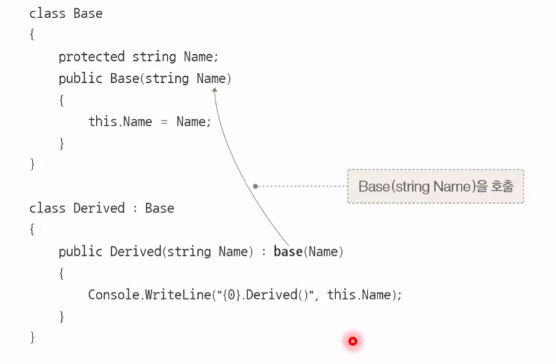 class Base
{
    protected string Name;
    public Base(string Name)
    {
        this.Name = Name;
    }
}
Base(string Name)을 호출
class Derived : Base
{
    public Derived(string Name) : base(Name)
    {
        Console.WriteLine("{0}.Derived()", this.Name);
    }
}